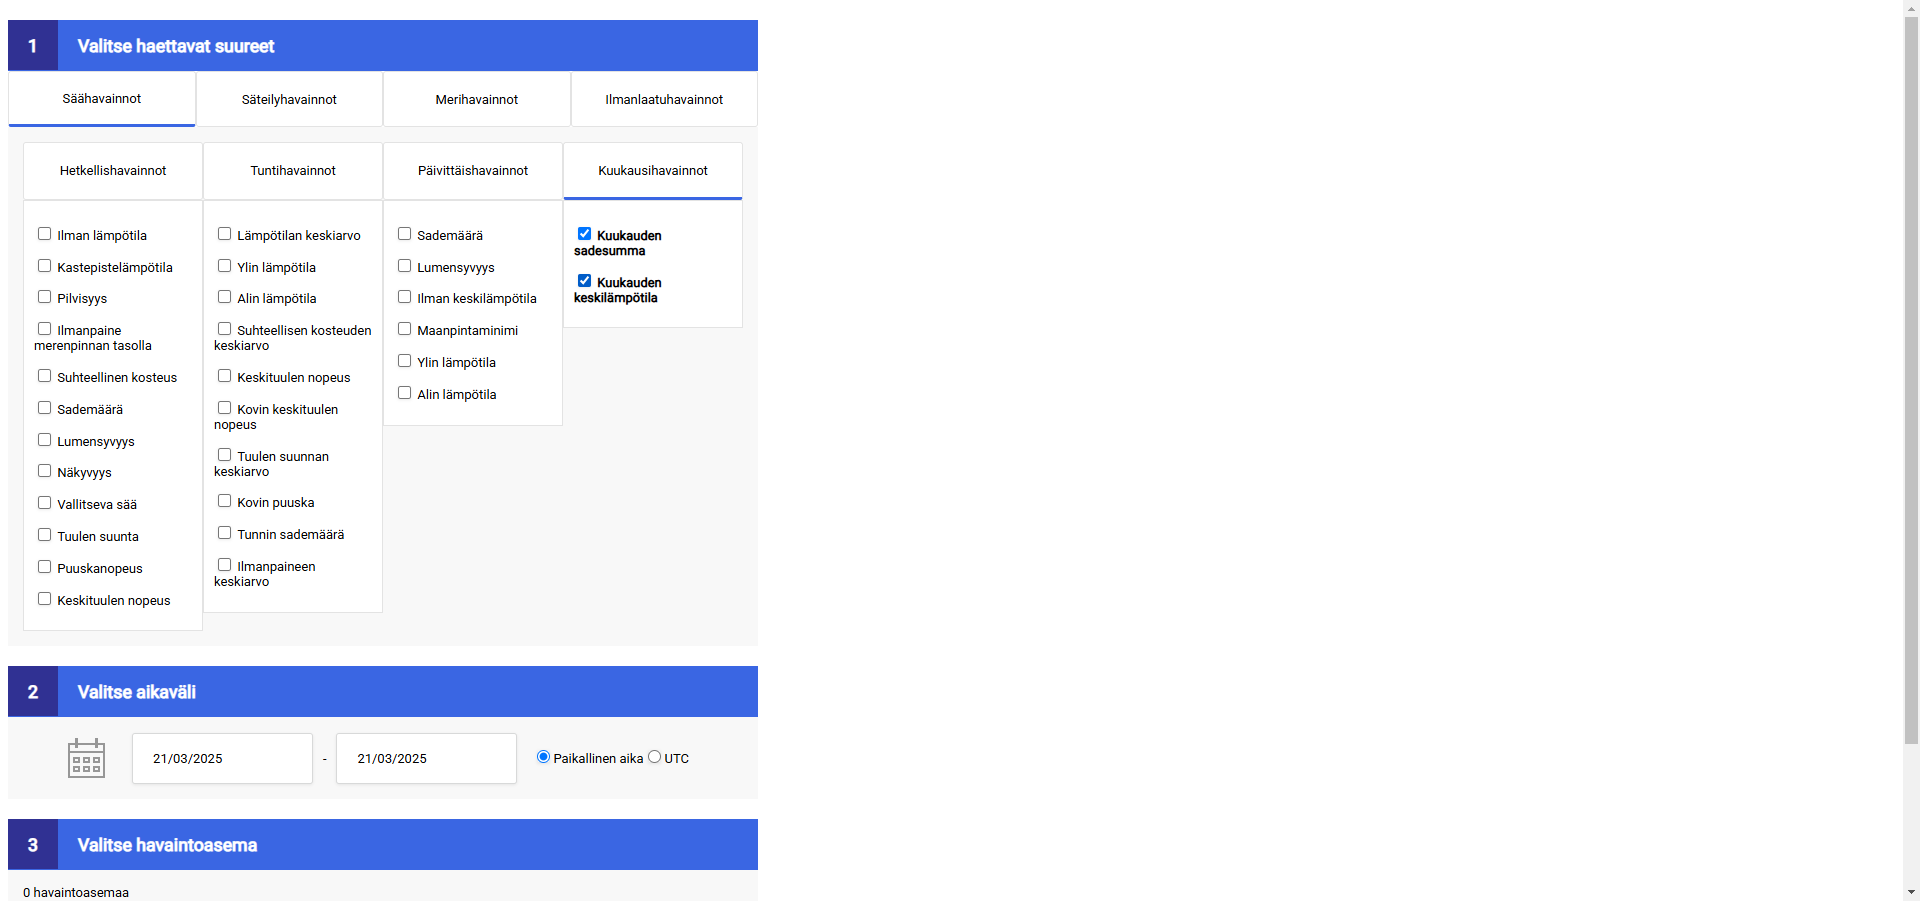 1 Valitse haettavat suureet
Säähavainnot Säteilyhavainnot Merihavainnot Ilmanlaatuhavainnot
Hetkellishavainnot Tuntihavainnot Päivittäishavainnot Kuukausihavainnot
Ilman lämpötila
Kastepistelämpötila
Pilvisyys
Ilmanpaine
merenpinnan tasolla
Suhteellinen kosteus
Sademäärä
Lumensyvyys
Näkyvyys
Vallitseva sää
Tuulen suunta
Puuskanopeus
Keskituulen nopeus
Lämpötilan keskiarvo
Ylin lämpötila
Alin lämpötila
Suhteellisen kosteuden
keskiarvo
Keskituulen nopeus
Kovin keskituulen
nopeus
Tuulen suunnan
keskiarvo
Kovin puuska
Tunnin sademäärä
Ilmanpaineen
keskiarvo
Sademäärä
Lumensyvyys
Ilman keskilämpötila
Maanpintaminimi
Ylin lämpötila
Alin lämpötila
Kuukauden
sadesumma
Kuukauden
keskilämpötila
2 Valitse aikaväli
21/03/2025 - 21/03/2025 Paikallinen aika UTC
3 Valitse havaintoasema
0 havaintoasemaa